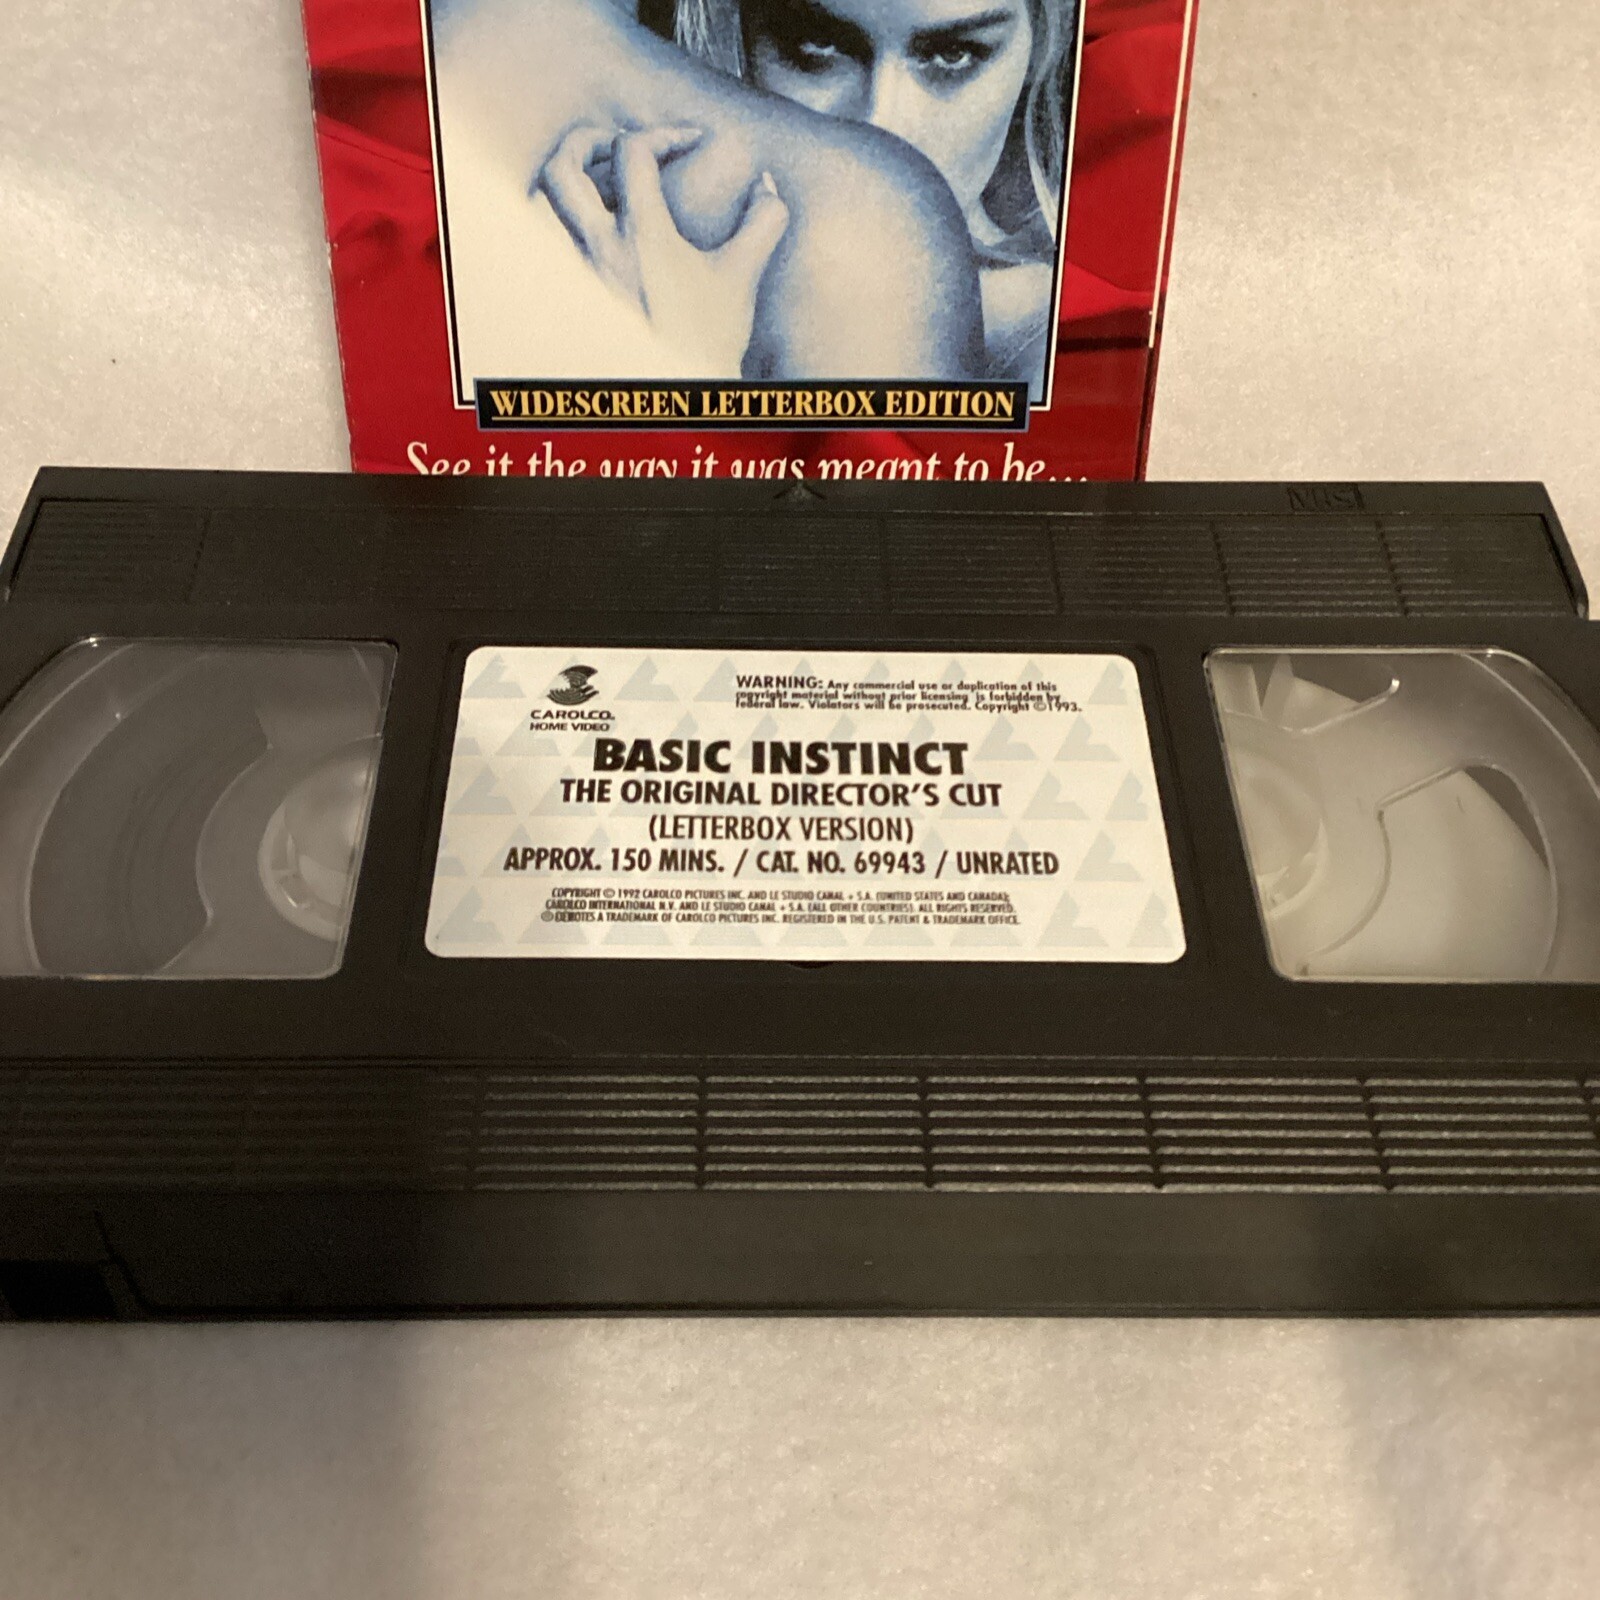 WIDESCREEN LETTERBOX EDITION
See it the way it was meant to be...
VHS
CAROLCO
HOME VIDEO
WARNING: Any commercial use or duplication of this
copyright material without prior licensing is forbidden by
federal law. Violators will be prosecuted. Copyright ©1993.
BASIC INSTINCT
THE ORIGINAL DIRECTOR'S CUT
(LETTERBOX VERSION)
APPROX. 150 MINS. / CAT. NO. 69943 / UNRATED
COPYRIGHT © 1992 CAROLCO PICTURES INC. AND LE STUDIO CANAL + S.A. (UNITED STATES AND CANADA);
CAROLCO INTERNATIONAL N.V. AND LE STUDIO CANAL + S.A. (ALL OTHER COUNTRIES). ALL RIGHTS RESERVED.
® DENOTES A TRADEMARK OF CAROLCO PICTURES INC. REGISTERED IN THE U.S. PATENT & TRADEMARK OFFICE.